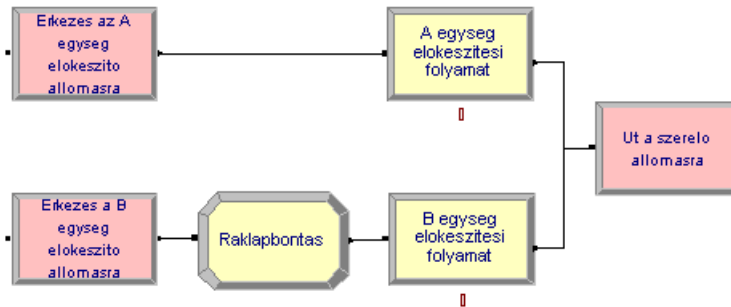 Erkezes az A
egyseg
elokeszito
allomasra
A egyseg
elokeszitesi
folyamat
Ut a szerelo
allomasra
Erkezes a B
egyseg
elokeszito
allomasra
Raklapbontas
B egyseg
elokeszitesi
folyamat